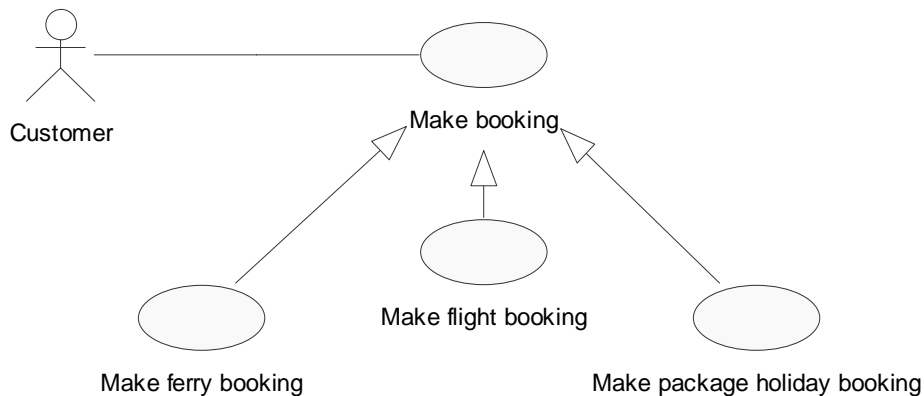 Customer
Make booking
Make flight booking
Make ferry booking
Make package holiday booking